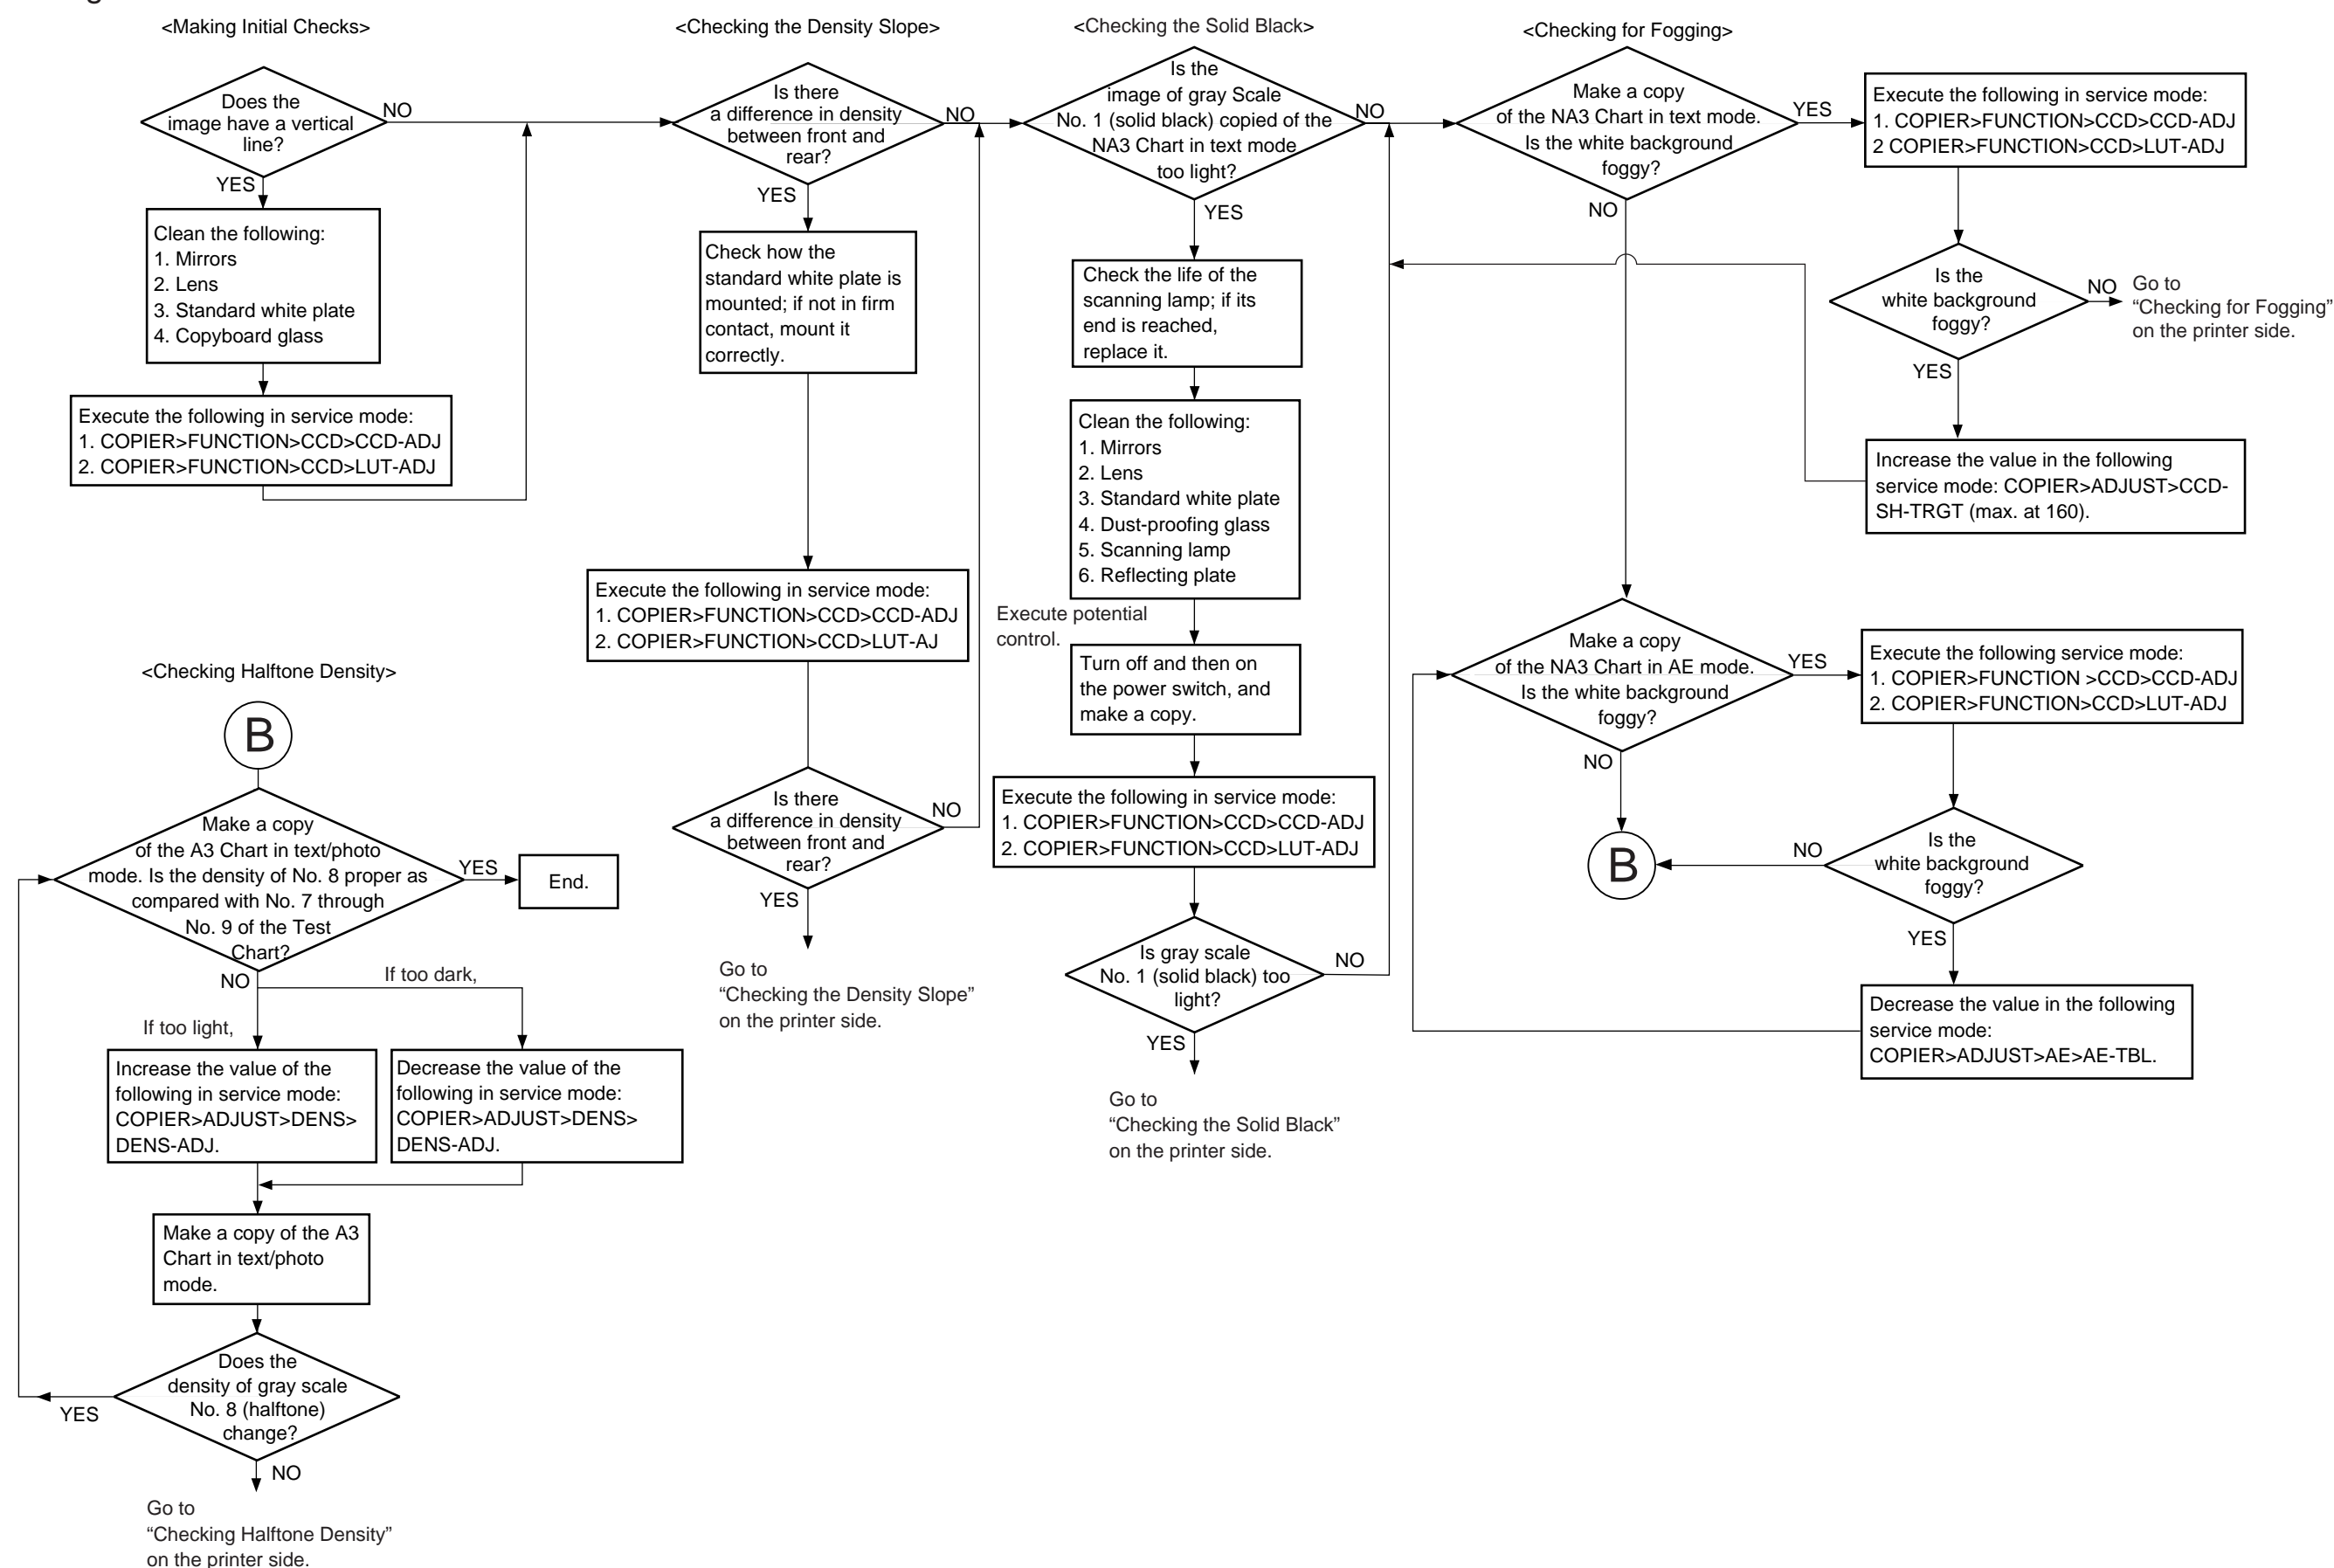 <Making Initial Checks>
Does the
image have a vertical
line?
NO
YES
Clean the following:
1. Mirrors
2. Lens
3. Standard white plate
4. Copyboard glass
Execute the following in service mode:
1. COPIER>FUNCTION>CCD>CCD-ADJ
2. COPIER>FUNCTION>CCD>LUT-ADJ
<Checking the Density Slope>
Is there
a difference in density
between front and
rear?
NO
YES
Check how the
standard white plate is
mounted; if not in firm
contact, mount it
correctly.
Execute the following in service mode:
1. COPIER>FUNCTION>CCD>CCD-ADJ
2. COPIER>FUNCTION>CCD>LUT-AJ
Is there
a difference in density
between front and
rear?
NO
YES
Go to
“Checking the Density Slope”
on the printer side.
<Checking the Solid Black>
Is the
image of gray Scale
No. 1 (solid black) copied of the
NA3 Chart in text mode
too light?
NO
YES
Check the life of the
scanning lamp; if its
end is reached,
replace it.
Clean the following:
1. Mirrors
2. Lens
3. Standard white plate
4. Dust-proofing glass
5. Scanning lamp
6. Reflecting plate
Execute potential
control.
Turn off and then on
the power switch, and
make a copy.
Execute the following in service mode:
1. COPIER>FUNCTION>CCD>CCD-ADJ
2. COPIER>FUNCTION>CCD>LUT-ADJ
Is gray scale
No. 1 (solid black) too
light?
NO
YES
Go to
“Checking the Solid Black”
on the printer side.
<Checking for Fogging>
Make a copy
of the NA3 Chart in text mode.
Is the white background
foggy?
YES
NO
Execute the following in service mode:
1. COPIER>FUNCTION>CCD>CCD-ADJ
2 COPIER>FUNCTION>CCD>LUT-ADJ
Is the
white background
foggy?
NO
Go to
“Checking for Fogging”
on the printer side.
YES
Increase the value in the following
service mode: COPIER>ADJUST>CCD-
SH-TRGT (max. at 160).
Make a copy
of the NA3 Chart in AE mode.
Is the white background
foggy?
YES
NO
B
Execute the following service mode:
1. COPIER>FUNCTION >CCD>CCD-ADJ
2. COPIER>FUNCTION>CCD>LUT-ADJ
Is the
white background
foggy?
NO
YES
Decrease the value in the following
service mode:
COPIER>ADJUST>AE>AE-TBL.
<Checking Halftone Density>
B
Make a copy
of the A3 Chart in text/photo
mode. Is the density of No. 8 proper as
compared with No. 7 through
No. 9 of the Test
Chart?
YES
End.
NO
If too dark,
If too light,
Increase the value of the
following in service mode:
COPIER>ADJUST>DENS>
DENS-ADJ.
Decrease the value of the
following in service mode:
COPIER>ADJUST>DENS>
DENS-ADJ.
Make a copy of the A3
Chart in text/photo
mode.
Does the
density of gray scale
No. 8 (halftone)
change?
YES
NO
Go to
“Checking Halftone Density”
on the printer side.